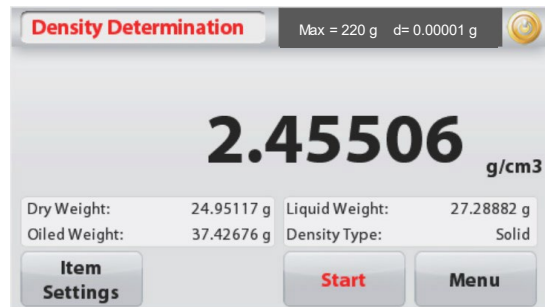 Density Determination
Max = 220 g d= 0.00001 g
2.45506 g/cm3
Dry Weight: 24.95117 g Liquid Weight: 27.28882 g
Oiled Weight: 37.42676 g Density Type: Solid
Item
Settings
Start
Menu